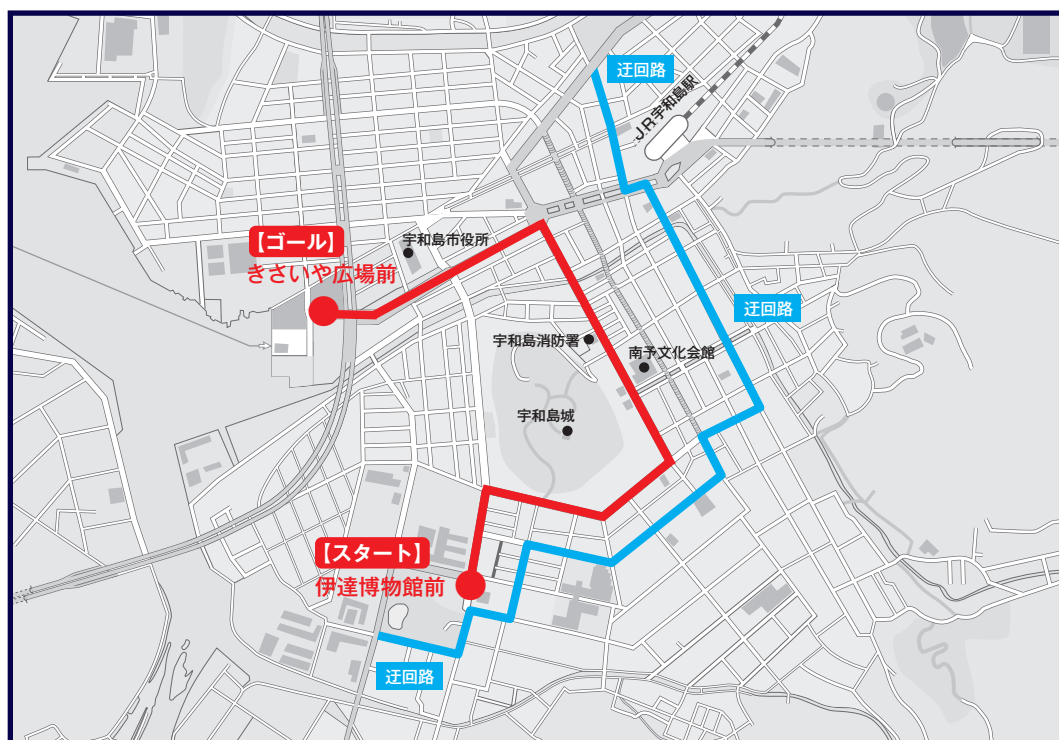 迂回路
JR宇和島駅
【ゴール】
きさいや広場前
宇和島市役所
迂回路
宇和島消防署
南予文化会館
宇和島城
【スタート】
伊達博物館前
迂回路